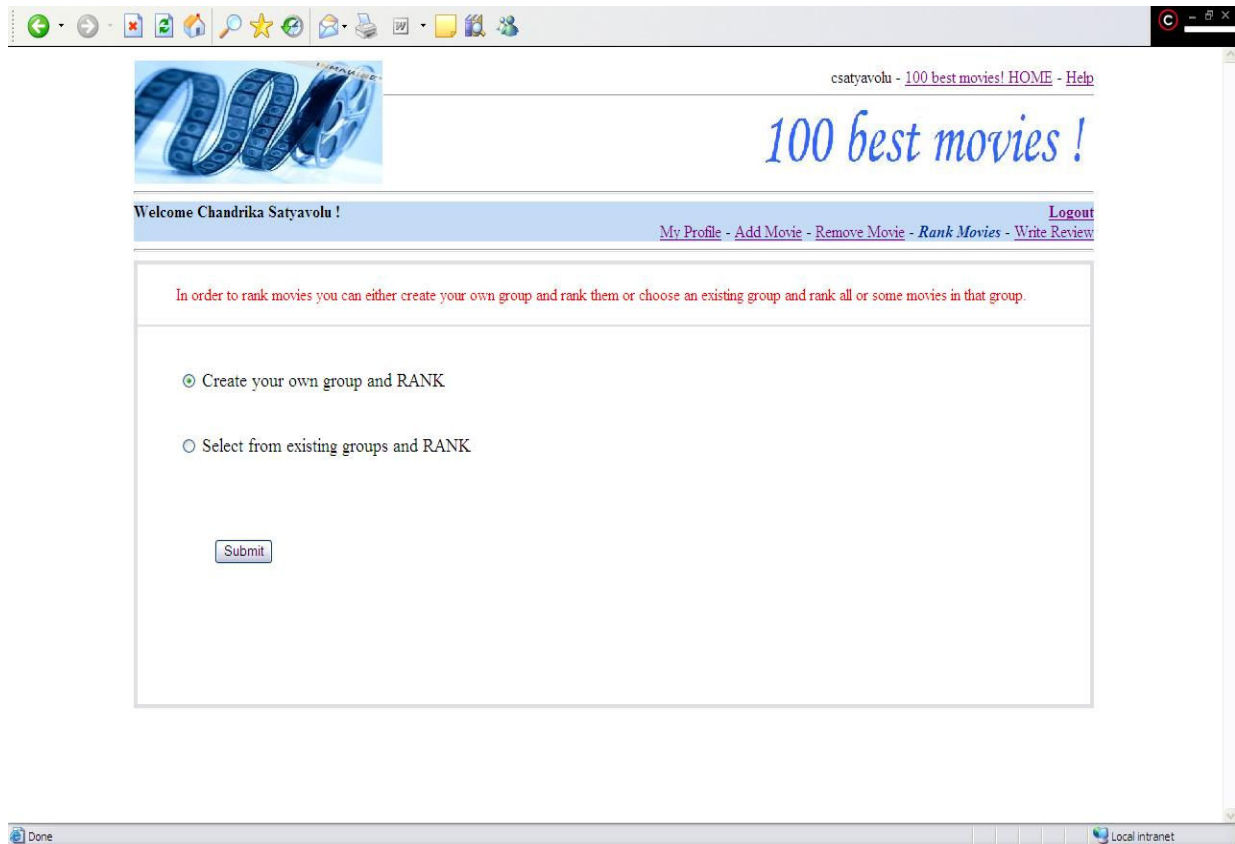 csatyavolu - 100 best movies! HOME - Help
100 best movies !
Welcome Chandrika Satyavolu !
Logout
My Profile - Add Movie - Remove Movie - Rank Movies - Write Review
In order to rank movies you can either create your own group and rank them or choose an existing group and rank all or some movies in that group.
Create your own group and RANK
Select from existing groups and RANK
Submit
Done
Local intranet